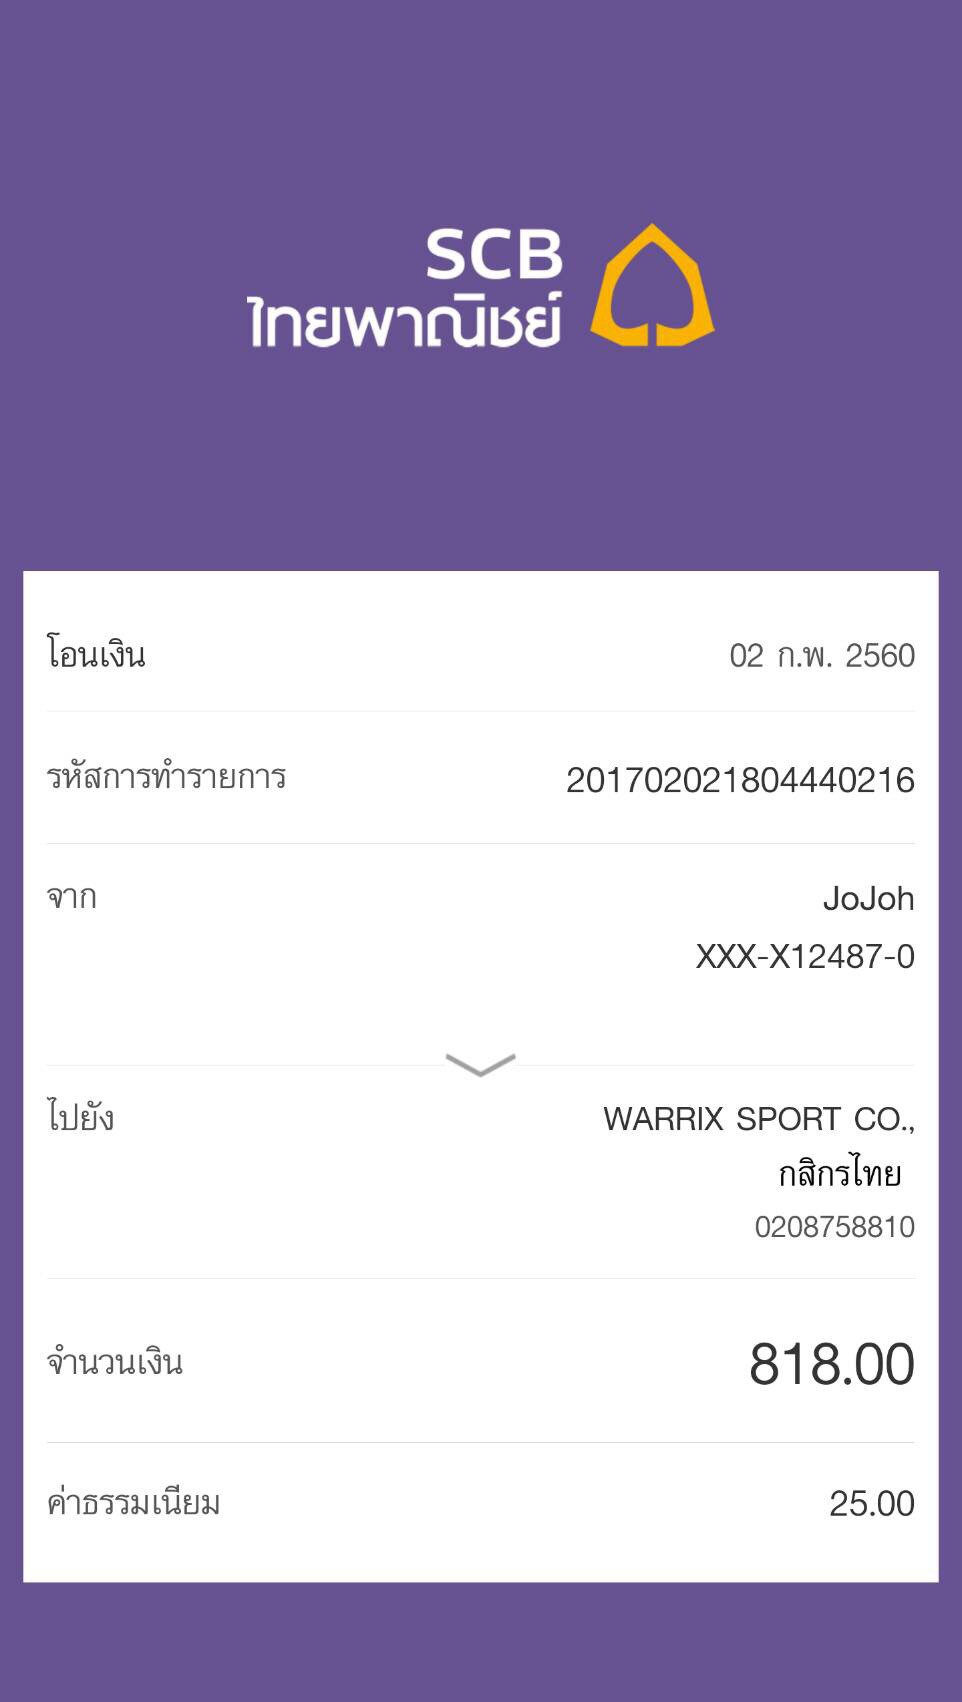 SCB
ไทยพาณิชย์
โอนเงิน 02 ก.พ. 2560
รหัสการทำรายการ 201702021804440216
จาก JoJoh
XXX-X12487-0
ไปยัง WARRIX SPORT CO.,
กสิกรไทย
0208758810
จำนวนเงิน 818.00
ค่าธรรมเนียม 25.00